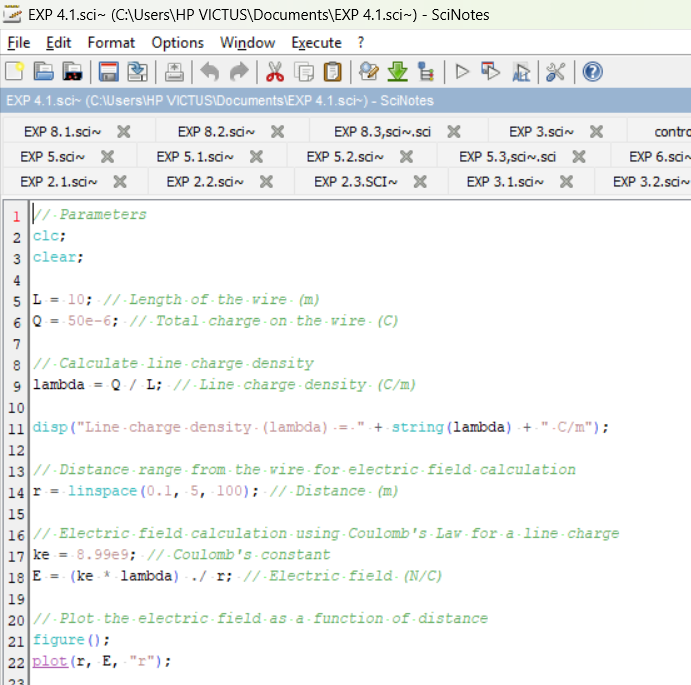 EXP 4.1.sci~ (C:\Users\HP VICTUS\Documents\EXP 4.1.sci~) - SciNotes
File Edit Format Options Window Execute ?
EXP 4.1.sci~ (C:\Users\HP VICTUS\Documents\EXP 4.1.sci~) - SciNotes
EXP 8.1.sci~ EXP 8.2.sci~ EXP 8.3,sci~.sci EXP 3.sci~ contro
EXP 5.sci~ EXP 5.1.sci~ EXP 5.2.sci~ EXP 5.3,sci~.sci EXP 6.sci~
EXP 2.1.sci~ EXP 2.2.sci~ EXP 2.3.SCI~ EXP 3.1.sci~ EXP 3.2.sci~
1 // Parameters
2 clc;
3 clear;
4
5 L = 10; // Length of the wire (m)
6 Q = 50e-6; // Total charge on the wire (C)
7
8 // Calculate line charge density
9 lambda = Q / L; // Line charge density (C/m)
10
11 disp("Line charge density (lambda) = " + string(lambda) + " C/m");
12
13 // Distance range from the wire for electric field calculation
14 r = linspace(0.1, 5, 100); // Distance (m)
15
16 // Electric field calculation using Coulomb's Law for a line charge
17 ke = 8.99e9; // Coulomb's constant
18 E = (ke * lambda) ./ r; // Electric field (N/C)
19
20 // Plot the electric field as a function of distance
21 figure();
22 plot(r, E, "r");
23